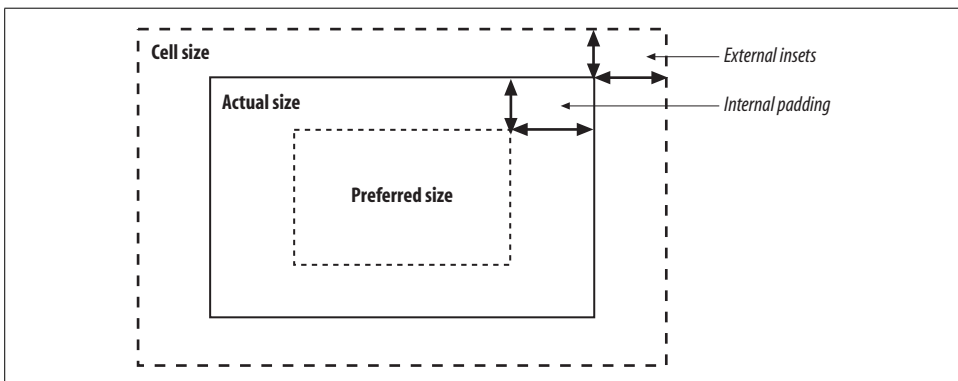 Cell size
External insets
Actual size
Internal padding
Preferred size